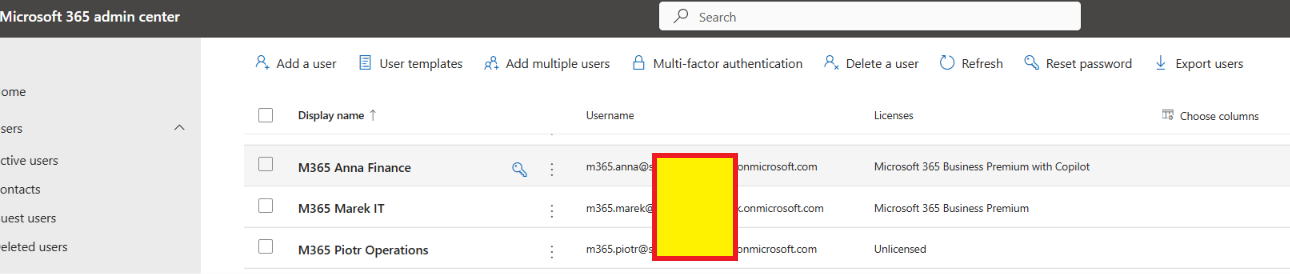 Microsoft 365 admin center
Search
Add a user
User templates
Add multiple users
Multi-factor authentication
Delete a user
Refresh
Reset password
Export users
ome
sers
ctive users
ontacts
uest users
eleted users
Display name ↑
Username
Licenses
Choose columns
M365 Anna Finance
m365.anna@s onmicrosoft.com
Microsoft 365 Business Premium with Copilot
M365 Marek IT
m365.marek@ .onmicrosoft.com
Microsoft 365 Business Premium
M365 Piotr Operations
m365.piotr@s onmicrosoft.com
Unlicensed